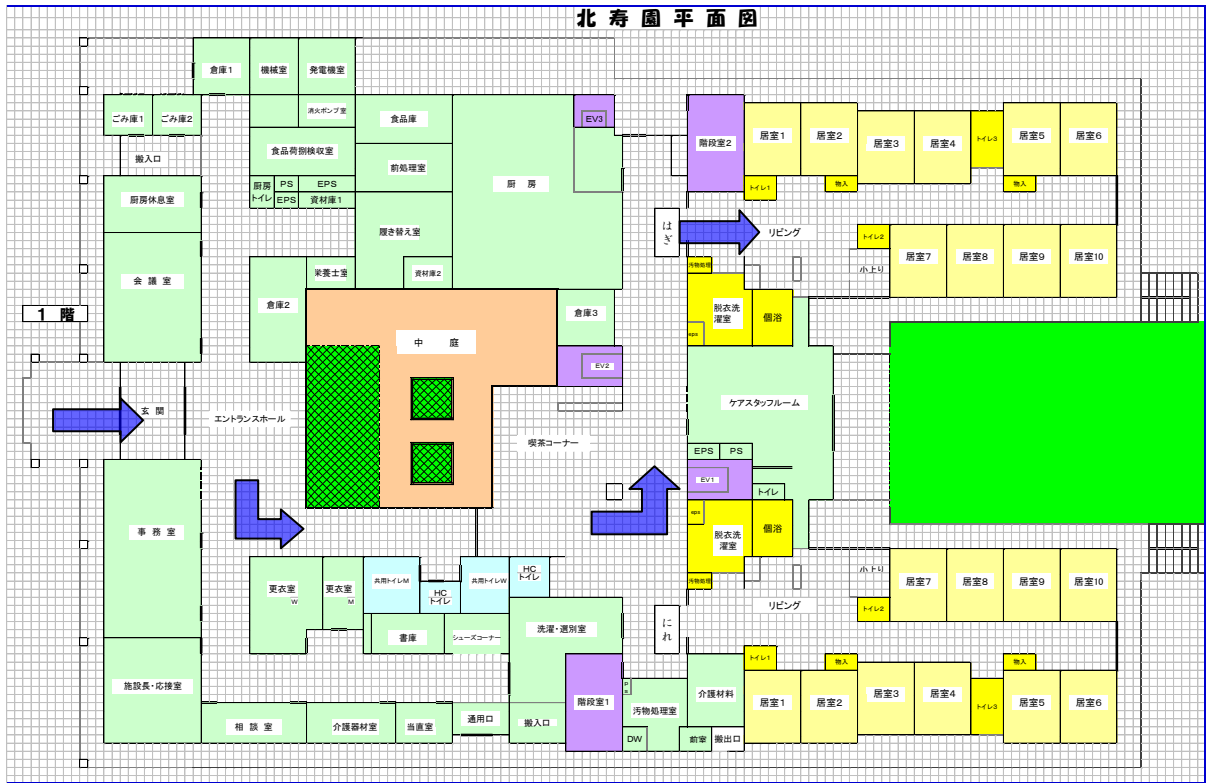 北寿園平面図
倉庫1
機械室
発電機室
ごみ庫1
ごみ庫2
消火ポンプ室
食品庫
EV3
階段室2
居室1
居室2
居室3
居室4
トイレ3
居室5
居室6
搬入口
食品荷捌検収室
前処理室
厨房
厨房休息室
厨房
トイレ
PS
EPS
EPS
資材庫1
トイレ1
物入
物入
履き替え室
はぎ
リビング
トイレ2
居室7
居室8
居室9
居室10
会議室
倉庫2
栄養士室
資材庫2
汚物処理
小上り
1階
倉庫3
脱衣洗
濯室
個浴
eps
中庭
EV2
玄関
エントランスホール
喫茶コーナー
ケアスタッフルーム
EPS
PS
EV1
トイレ
事務室
eps
脱衣洗
濯室
個浴
更衣室
W
更衣室
M
共用トイレM
HC
トイレ
共用トイレW
HC
トイレ
汚物処理
小上り
居室7
居室8
居室9
居室10
リビング
トイレ2
書庫
シューズコーナー
洗濯・選別室
にれ
トイレ1
物入
物入
施設長・応接室
階段室1
PS
汚物処理室
介護材料
居室1
居室2
居室3
居室4
トイレ3
居室5
居室6
相談室
介護器材室
当直室
通用口
搬入口
DW
前室
搬出口